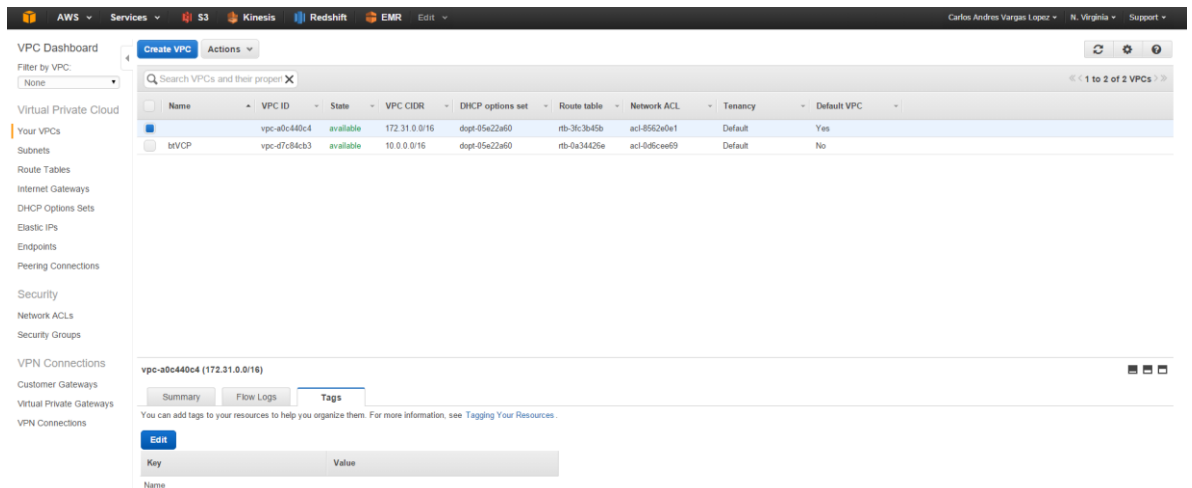 AWS Services S3 Kinesis Redshift EMR Edit Carlos Andres Vargas Lopez N. Virginia Support
VPC Dashboard
Filter by VPC:
None
Virtual Private Cloud
Your VPCs
Subnets
Route Tables
Internet Gateways
DHCP Options Sets
Elastic IPs
Endpoints
Peering Connections
Security
Network ACLs
Security Groups
VPN Connections
Customer Gateways
Virtual Private Gateways
VPN Connections
Create VPC Actions
Search VPCs and their propert X 1 to 2 of 2 VPCs
Name VPC ID State VPC CIDR DHCP options set Route table Network ACL Tenancy Default VPC
vpc-a0c440c4 available 172.31.0.0/16 dopt-05e22a60 rtb-3fc3b45b acl-8562e0e1 Default Yes
btVCP vpc-d7c84cb3 available 10.0.0.0/16 dopt-05e22a60 rtb-0a34426e acl-0d6cee69 Default No
vpc-a0c440c4 (172.31.0.0/16)
Summary Flow Logs Tags
You can add tags to your resources to help you organize them. For more information, see Tagging Your Resources .
Edit
Key Value
Name